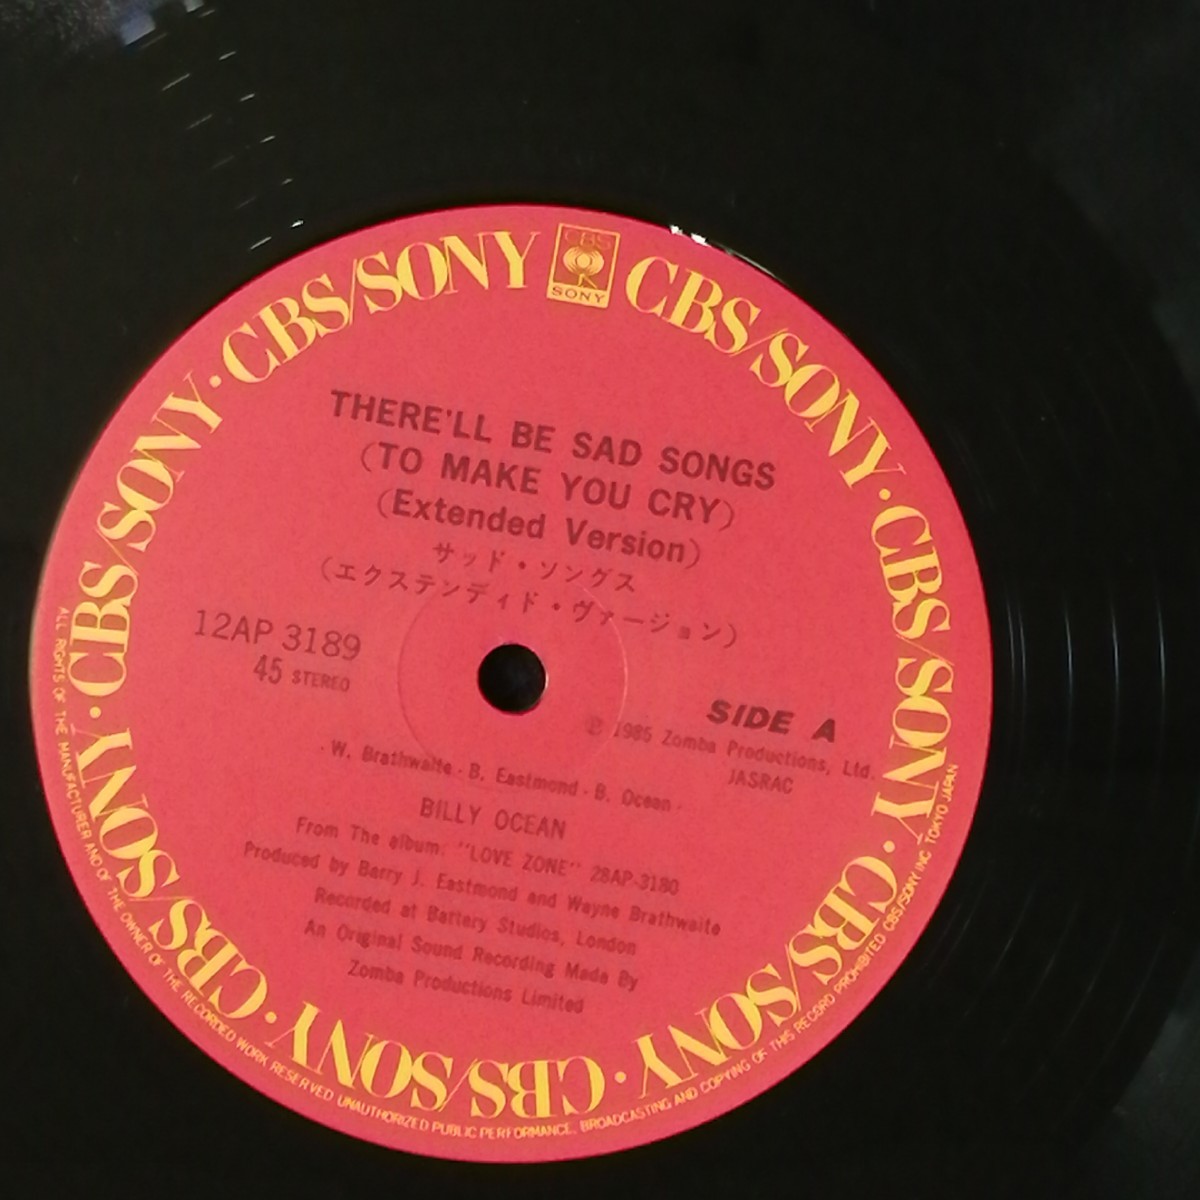 CBS/SONY CBS SONY CBS/SONY · CBS/SONY · CBS/SONY · CBS/SONY · CBS/SONY · CBS/SONY · CBS/SONY
THERE'LL BE SAD SONGS
(TO MAKE YOU CRY)
(Extended Version)
サッド・ソングス
(エクステンディド・ヴァージョン)
12AP 3189
45 STEREO
SIDE A
Ⓟ 1985 Zomba Productions, Ltd.
JASRAC
· W. Brathwaite · B. Eastmond · B. Ocean ·
BILLY OCEAN
From The album: "LOVE ZONE" 28AP-3180
Produced by Barry J. Eastmond and Wayne Brathwaite
Recorded at Battery Studios, London
An Original Sound Recording Made By
Zomba Productions Limited
ALL RIGHTS OF THE MANUFACTURER AND OF THE OWNER OF THE RECORDED WORK RESERVED UNAUTHORIZED PUBLIC PERFORMANCE, BROADCASTING AND COPYING OF THIS RECORD PROHIBITED CBS/SONY INC. TOKYO JAPAN